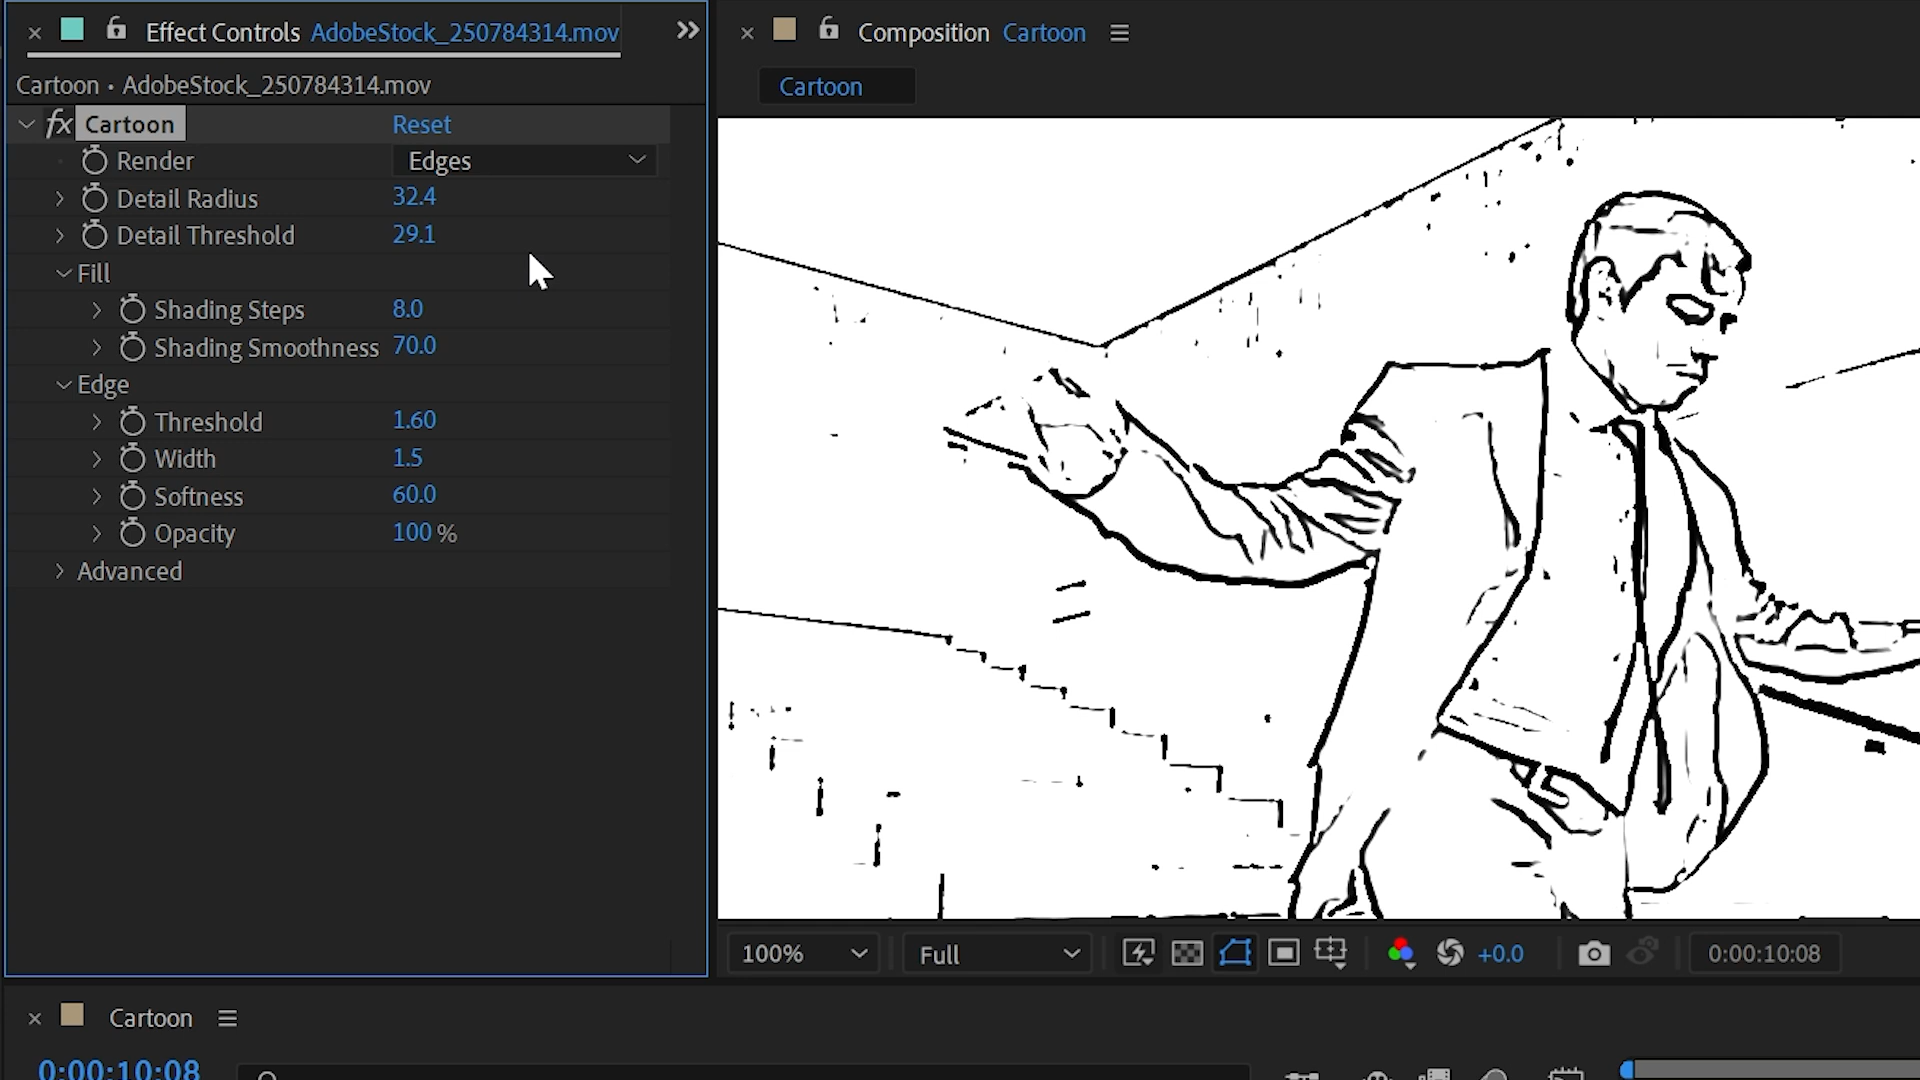 Effect Controls AdobeStock_250784314.mov
Cartoon • AdobeStock_250784314.mov
fx Cartoon Reset
Render Edges
Detail Radius 32.4
Detail Threshold 29.1
Fill
Shading Steps 8.0
Shading Smoothness 70.0
Edge
Threshold 1.60
Width 1.5
Softness 60.0
Opacity 100 %
Advanced
Composition Cartoon
Cartoon
100% Full +0.0 0:00:10:08
Cartoon
0:00:10:08